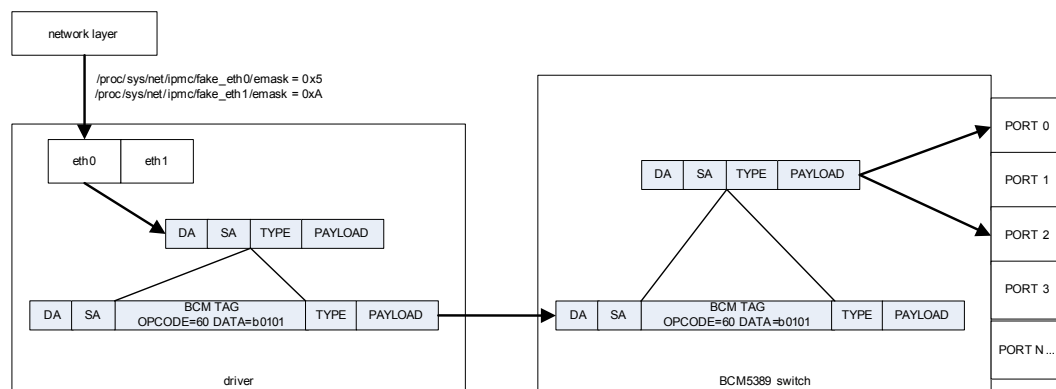 network layer
/proc/sys/net/ipmc/fake_eth0/emask = 0x5
/proc/sys/net/ipmc/fake_eth1/emask = 0xA
eth0 eth1
DA SA TYPE PAYLOAD
DA SA BCM TAG TYPE PAYLOAD
OPCODE=60 DATA=b0101
driver
DA SA TYPE PAYLOAD
DA SA BCM TAG TYPE PAYLOAD
OPCODE=60 DATA=b0101
BCM5389 switch
PORT 0
PORT 1
PORT 2
PORT 3
PORT N...